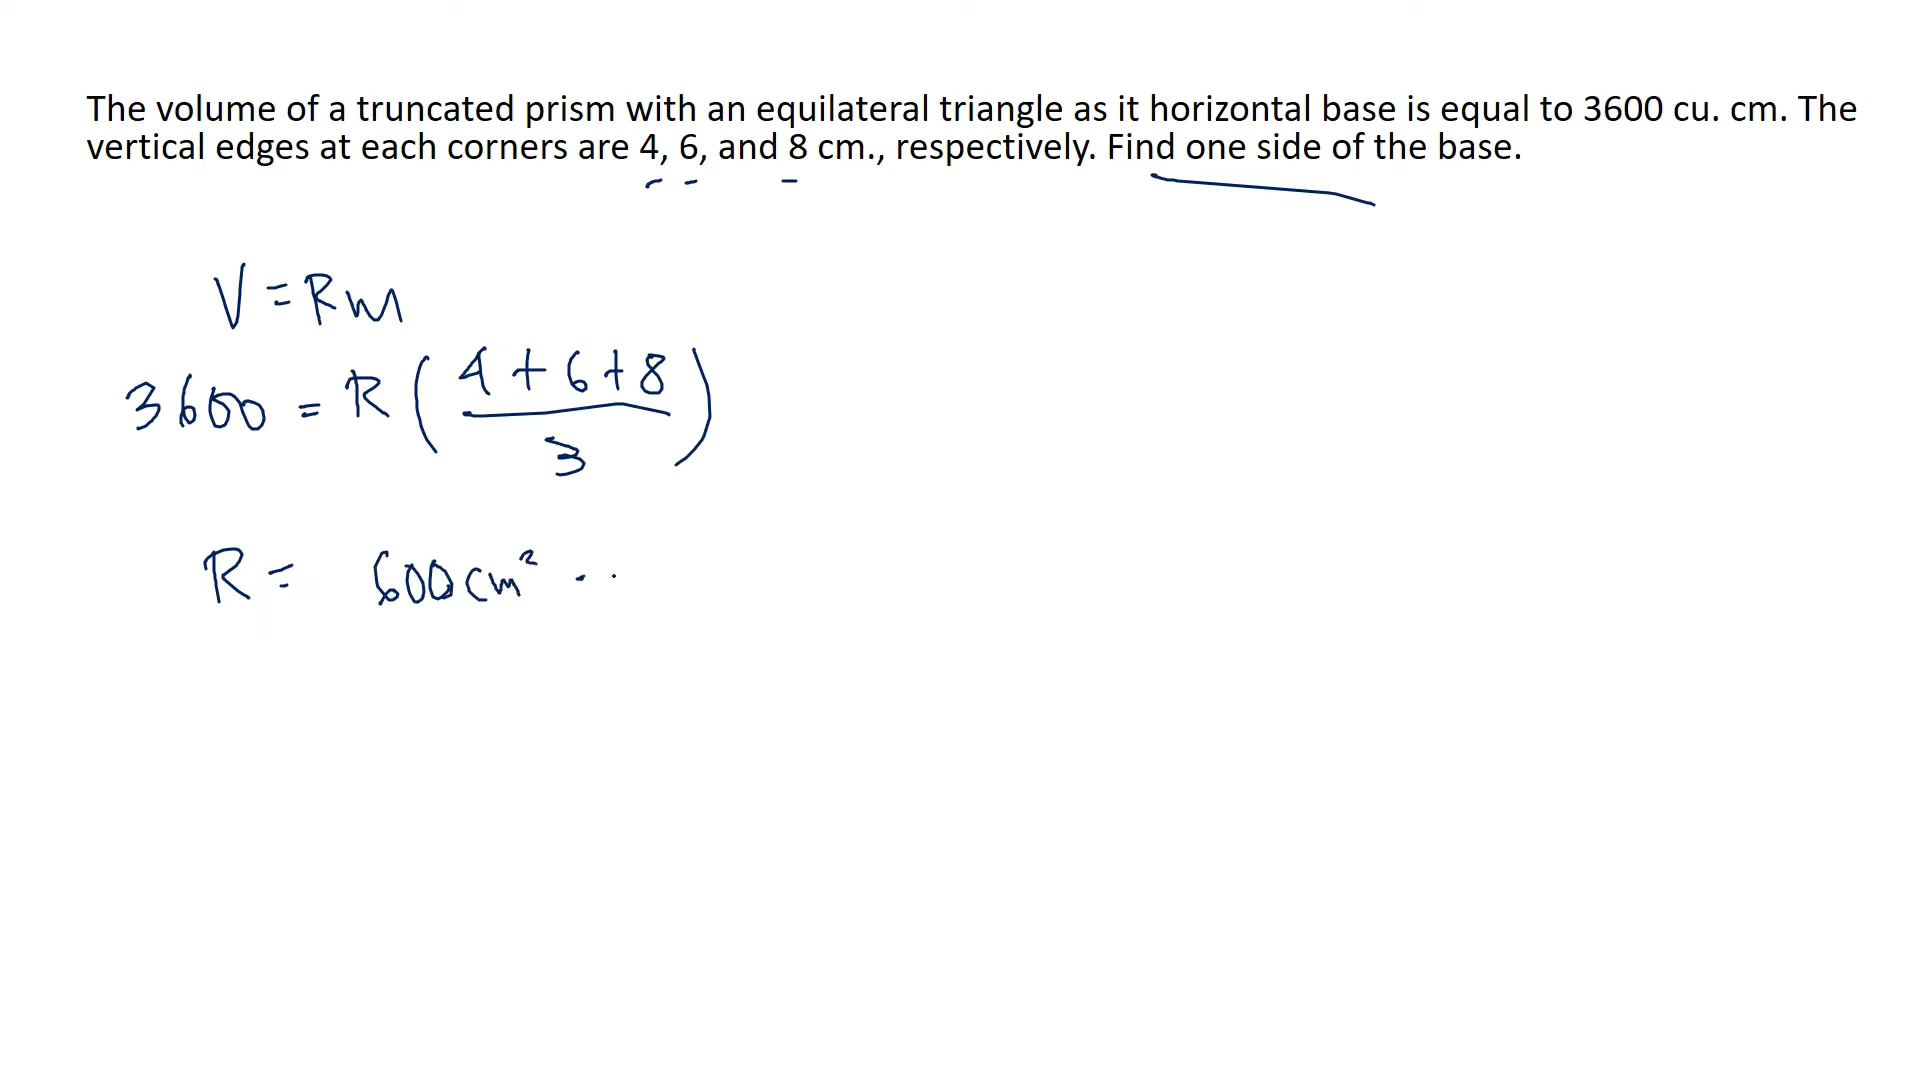 The volume of a truncated prism with an equilateral triangle as it horizontal base is equal to 3600 cu. cm. The
vertical edges at each corners are 4, 6, and 8 cm., respectively. Find one side of the base.
V = Rm
3600 = R ( 4 + 6 + 8 / 3 )
R = 600 cm² . .